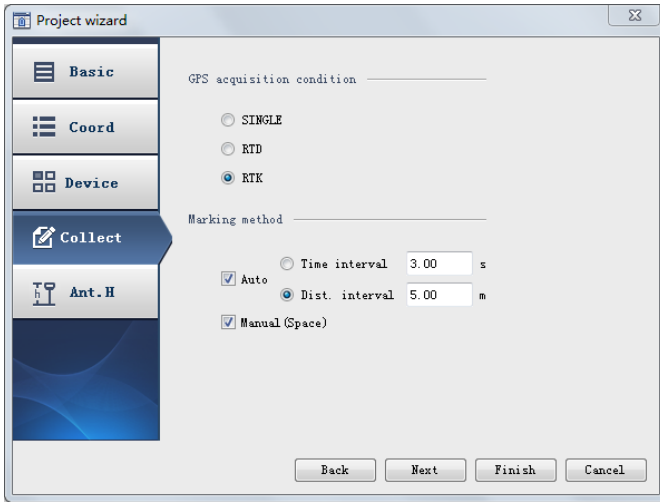 Project wizard
Basic
Coord
Device
Collect
Ant.H
GPS acquisition condition
SINGLE
RTD
RTK
Marking method
Auto
Time interval 3.00 s
Dist. interval 5.00 m
Manual(Space)
Back Next Finish Cancel